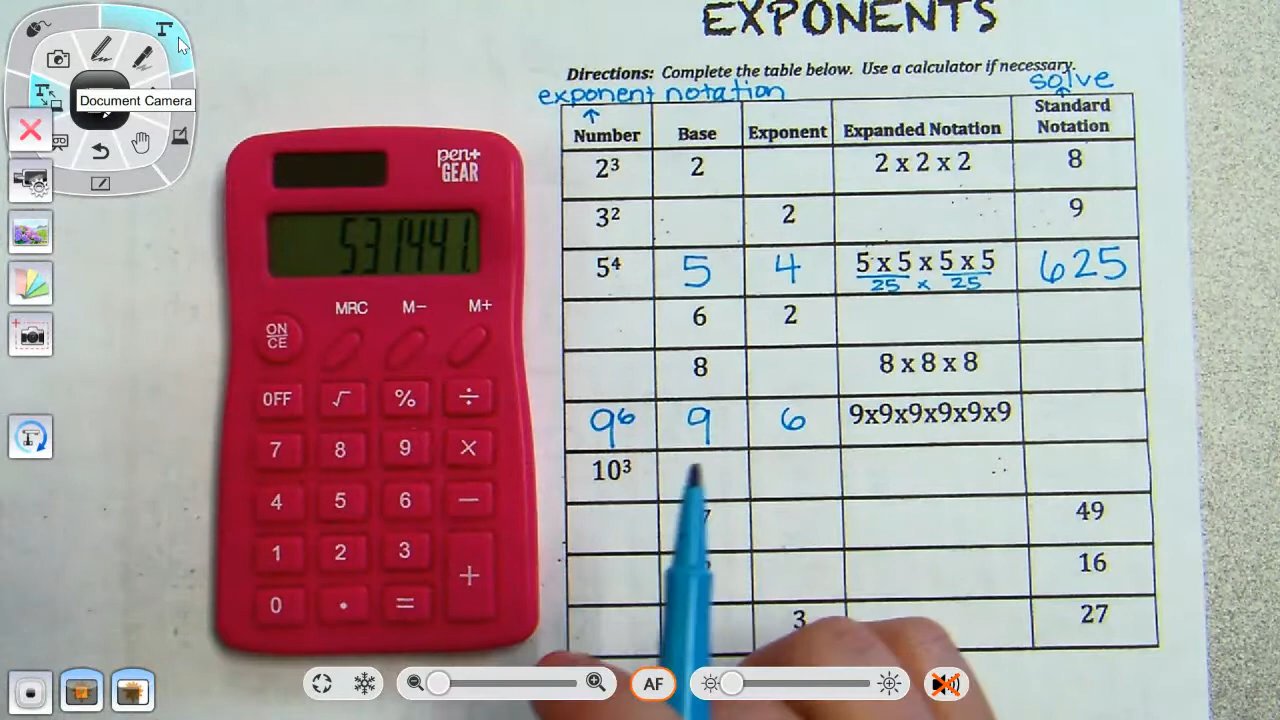 EXPONENTS
Document Camera
Directions: Complete the table below. Use a calculator if necessary.
exponent notation solve
Number Base Exponent Expanded Notation Standard Notation
2³ 2 2 x 2 x 2 8
3² 2 9
5⁴ 5 4 5 x 5 x 5 x 5 625
25 x 25
6 2
8 8 x 8 x 8
9⁶ 9 6 9x9x9x9x9x9
10³
49
16
3 27
pen+
GEAR
531441.
MRC M- M+
ON
CE
OFF √ % ÷
7 8 9 ×
4 5 6 −
1 2 3 +
0 . =
AF